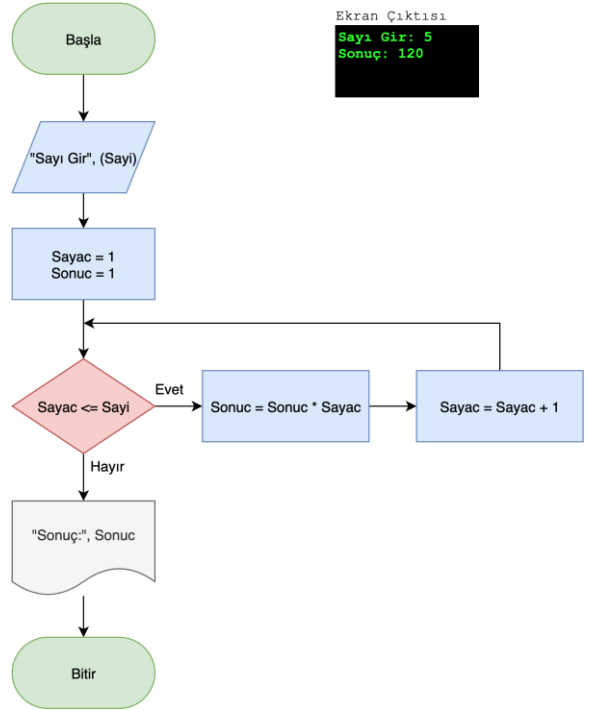 Başla
Ekran Çıktısı
Sayı Gir: 5
Sonuç: 120
"Sayı Gir", (Sayi)
Sayac = 1
Sonuc = 1
Sayac <= Sayi
Evet
Sonuc = Sonuc * Sayac
Sayac = Sayac + 1
Hayır
"Sonuç:", Sonuc
Bitir